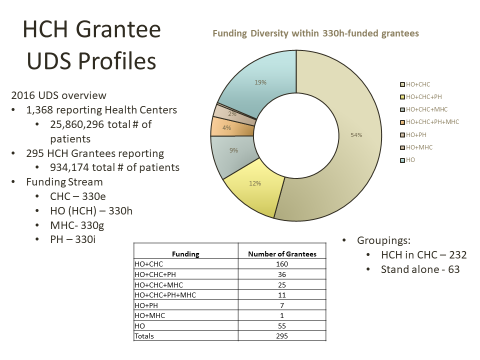 HCH Grantee
UDS Profiles
Funding Diversity within 330h-funded grantees
19%
2%
4%
9%
12%
54%
HO+CHC
HO+CHC+PH
HO+CHC+MHC
HO+CHC+PH+MHC
HO+PH
HO+MHC
HO
2016 UDS overview
• 1,368 reporting Health Centers
• 25,860,296 total # of
patients
• 295 HCH Grantees reporting
• 934,174 total # of patients
• Funding Stream
• CHC – 330e
• HO (HCH) – 330h
• MHC- 330g
• PH – 330i
Funding Number of Grantees
HO+CHC 160
HO+CHC+PH 36
HO+CHC+MHC 25
HO+CHC+PH+MHC 11
HO+PH 7
HO+MHC 1
HO 55
Totals 295
• Groupings:
• HCH in CHC – 232
• Stand alone - 63